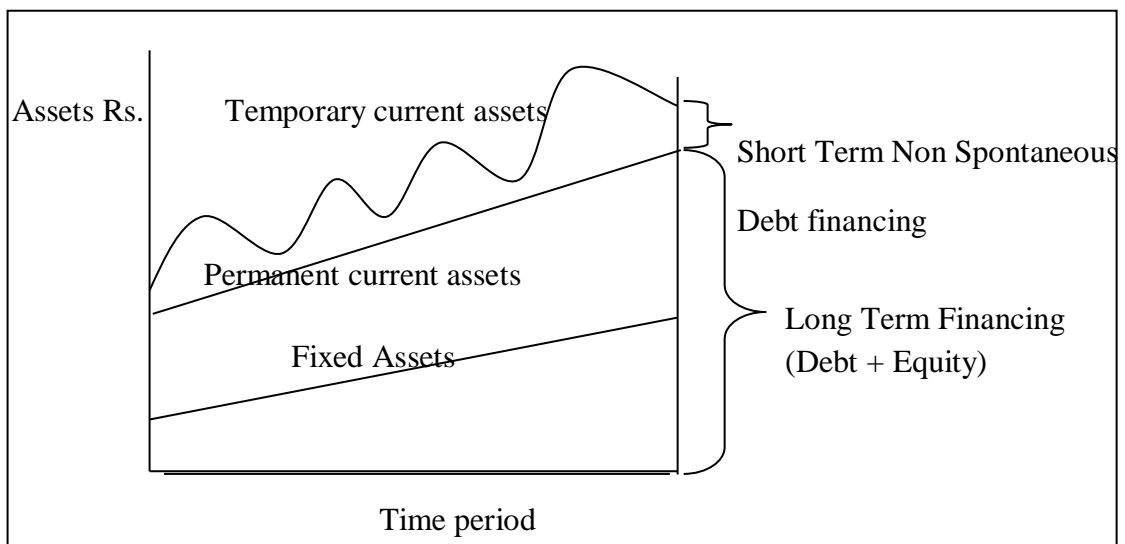 Assets Rs.
Temporary current assets
Short Term Non Spontaneous
Debt financing
Permanent current assets
Long Term Financing
(Debt + Equity)
Fixed Assets
Time period